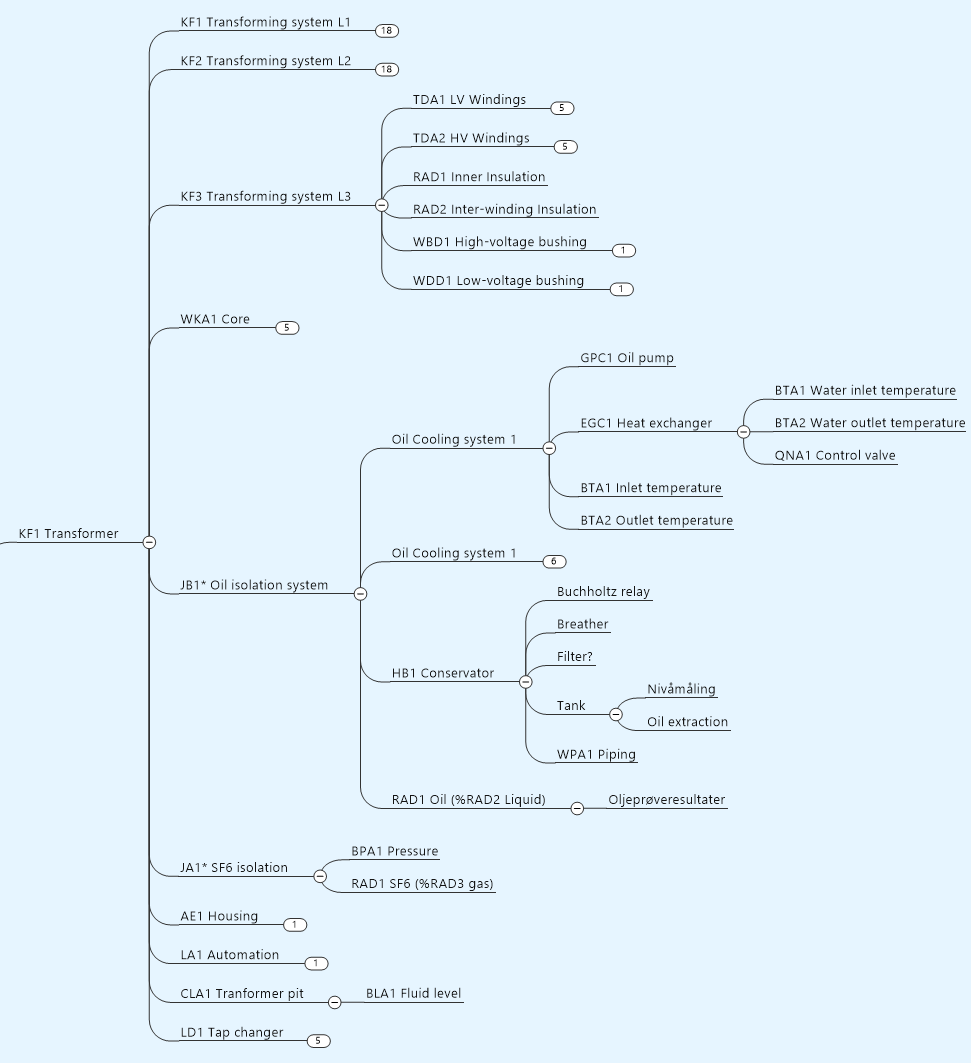 KF1 Transforming system L1
18
KF2 Transforming system L2
18
TDA1 LV Windings
5
TDA2 HV Windings
5
RAD1 Inner Insulation
KF3 Transforming system L3
RAD2 Inter-winding Insulation
WBD1 High-voltage bushing
1
WDD1 Low-voltage bushing
1
WKA1 Core
5
GPC1 Oil pump
BTA1 Water inlet temperature
EGC1 Heat exchanger
BTA2 Water outlet temperature
Oil Cooling system 1
QNA1 Control valve
BTA1 Inlet temperature
BTA2 Outlet temperature
KF1 Transformer
Oil Cooling system 1
6
JB1* Oil isolation system
Buchholtz relay
Breather
Filter?
HB1 Conservator
Nivåmåling
Tank
Oil extraction
WPA1 Piping
RAD1 Oil (%RAD2 Liquid)
Oljeprøveresultater
BPA1 Pressure
JA1* SF6 isolation
RAD1 SF6 (%RAD3 gas)
AE1 Housing
1
LA1 Automation
1
CLA1 Tranformer pit
BLA1 Fluid level
LD1 Tap changer
5